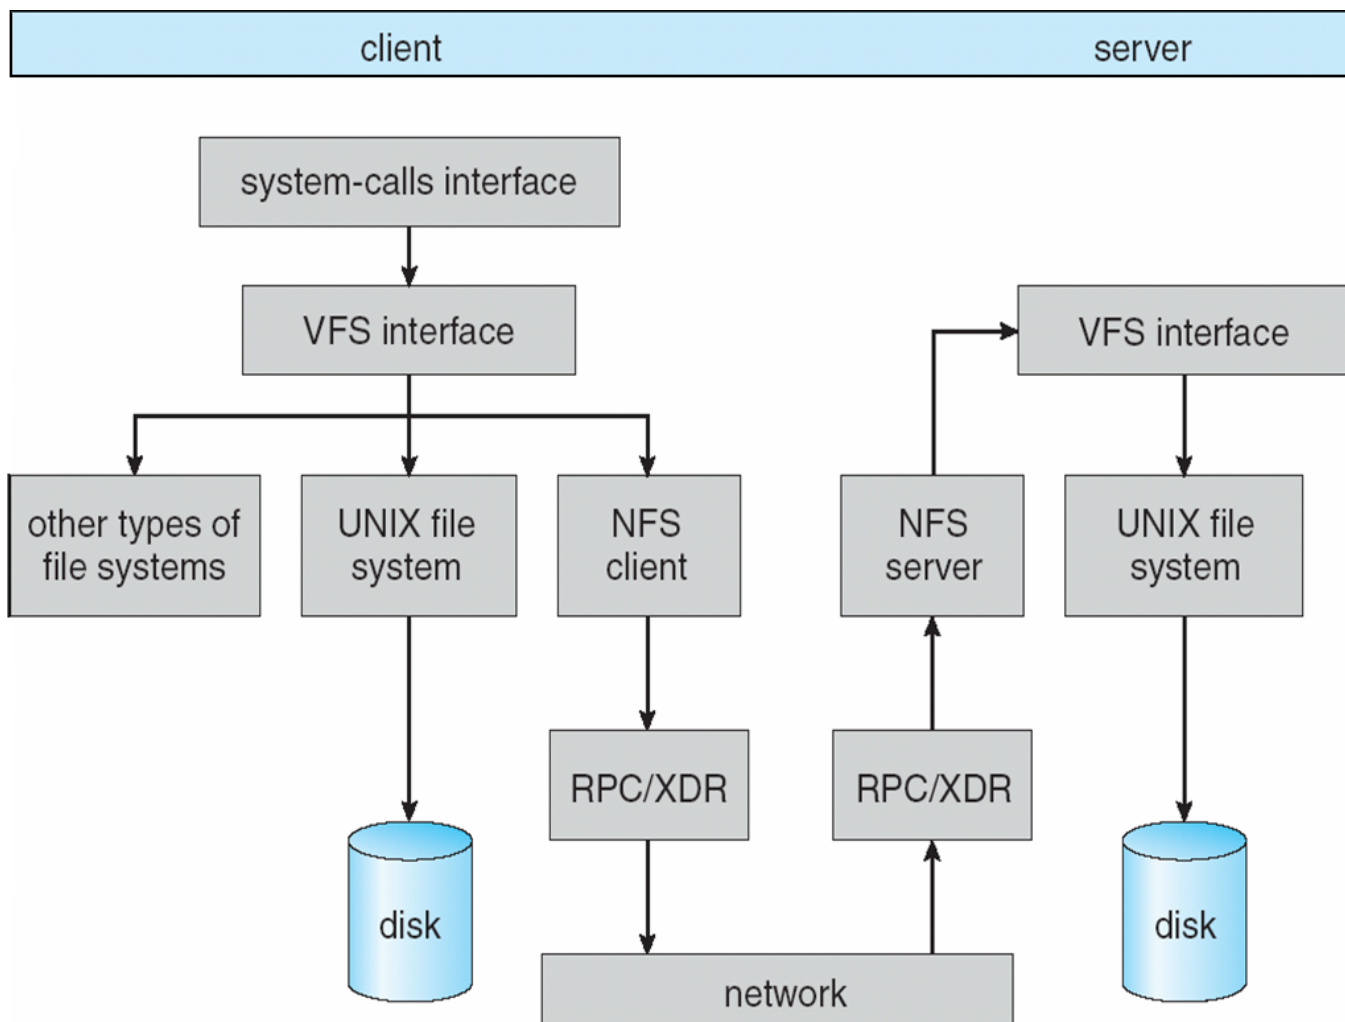 client
server
system-calls interface
VFS interface
VFS interface
other types of
file systems
UNIX file
system
NFS
client
NFS
server
UNIX file
system
RPC/XDR
RPC/XDR
disk
disk
network